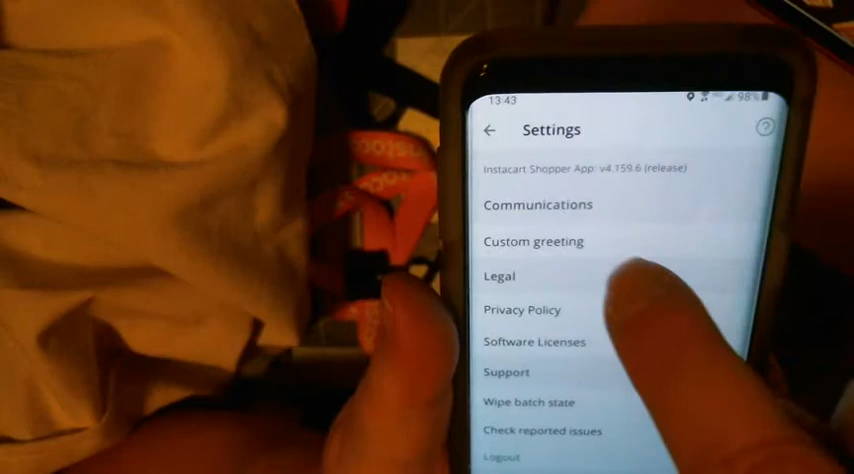 13:43
98%
Settings
Instacart Shopper App: v4.159.6 (release)
Communications
Custom greeting
Legal
Privacy Policy
Software Licenses
Support
Wipe batch state
Check reported issues
Logout